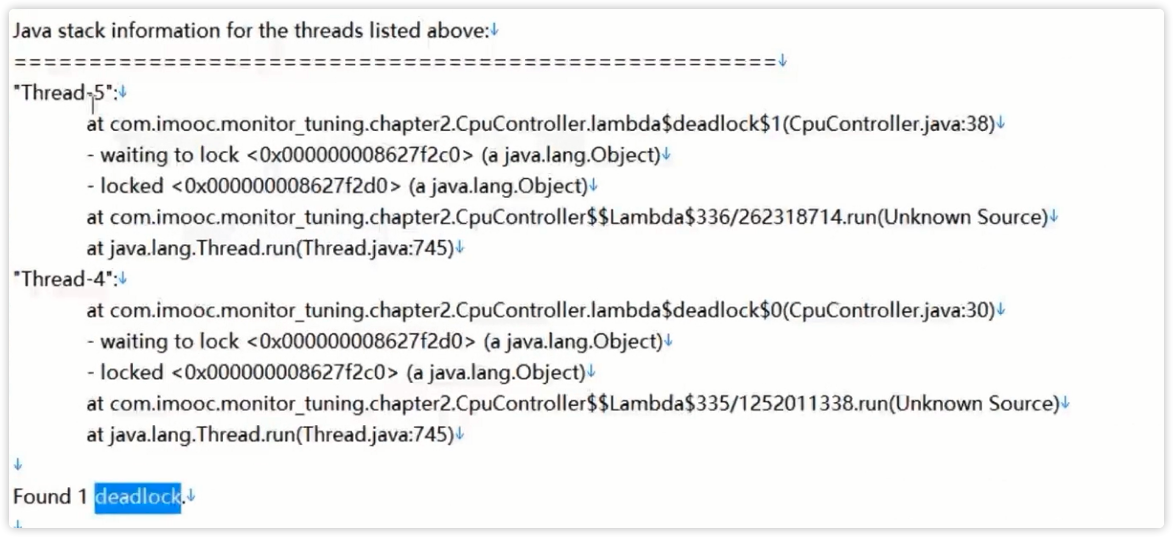 Java stack information for the threads listed above:↓
===================================================↓
"Thread-5":↓
at com.imooc.monitor_tuning.chapter2.CpuController.lambda$deadlock$1(CpuController.java:38)↓
- waiting to lock <0x000000008627f2c0> (a java.lang.Object)↓
- locked <0x000000008627f2d0> (a java.lang.Object)↓
at com.imooc.monitor_tuning.chapter2.CpuController$$Lambda$336/262318714.run(Unknown Source)↓
at java.lang.Thread.run(Thread.java:745)↓
"Thread-4":↓
at com.imooc.monitor_tuning.chapter2.CpuController.lambda$deadlock$0(CpuController.java:30)↓
- waiting to lock <0x000000008627f2d0> (a java.lang.Object)↓
- locked <0x000000008627f2c0> (a java.lang.Object)↓
at com.imooc.monitor_tuning.chapter2.CpuController$$Lambda$335/1252011338.run(Unknown Source)↓
at java.lang.Thread.run(Thread.java:745)↓
↓
Found 1 deadlock.↓
↓